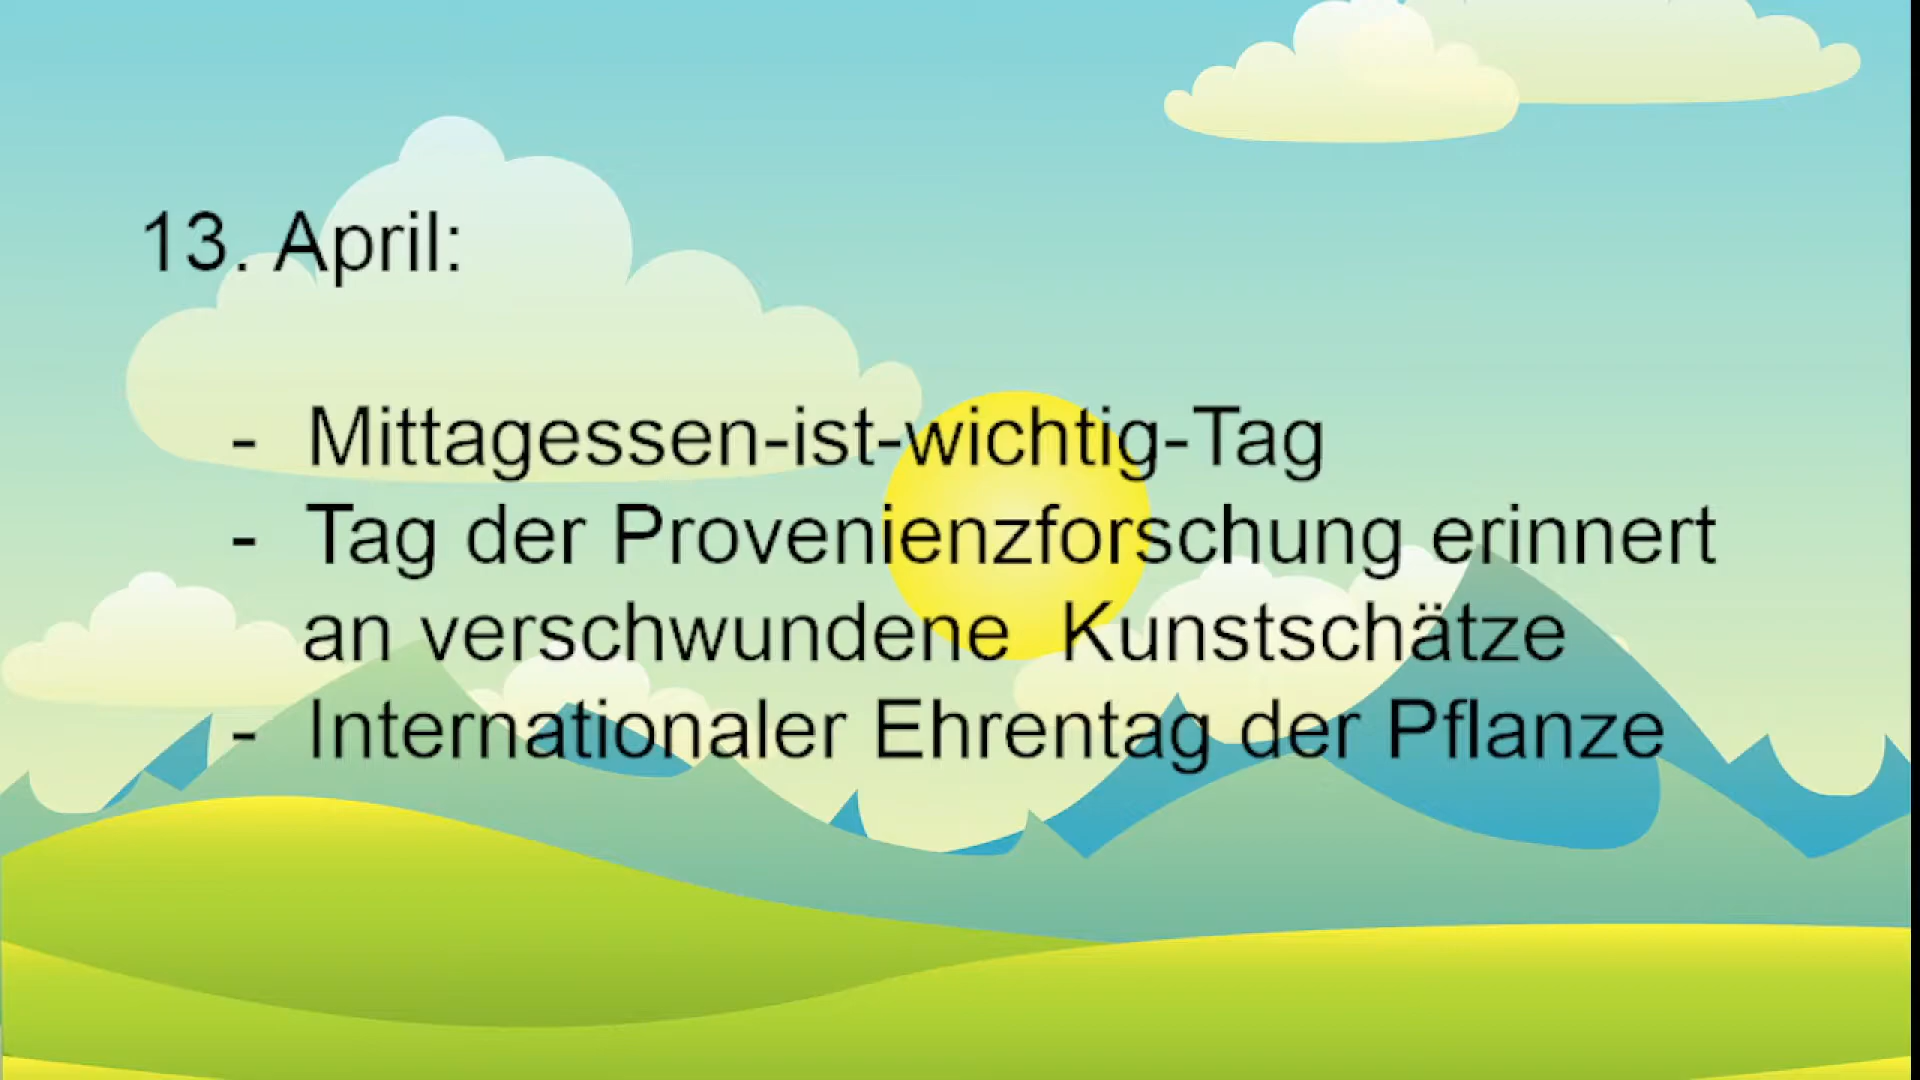 13. April:
- Mittagessen-ist-wichtig-Tag
- Tag der Provenienzforschung erinnert
an verschwundene Kunstschätze
- Internationaler Ehrentag der Pflanze